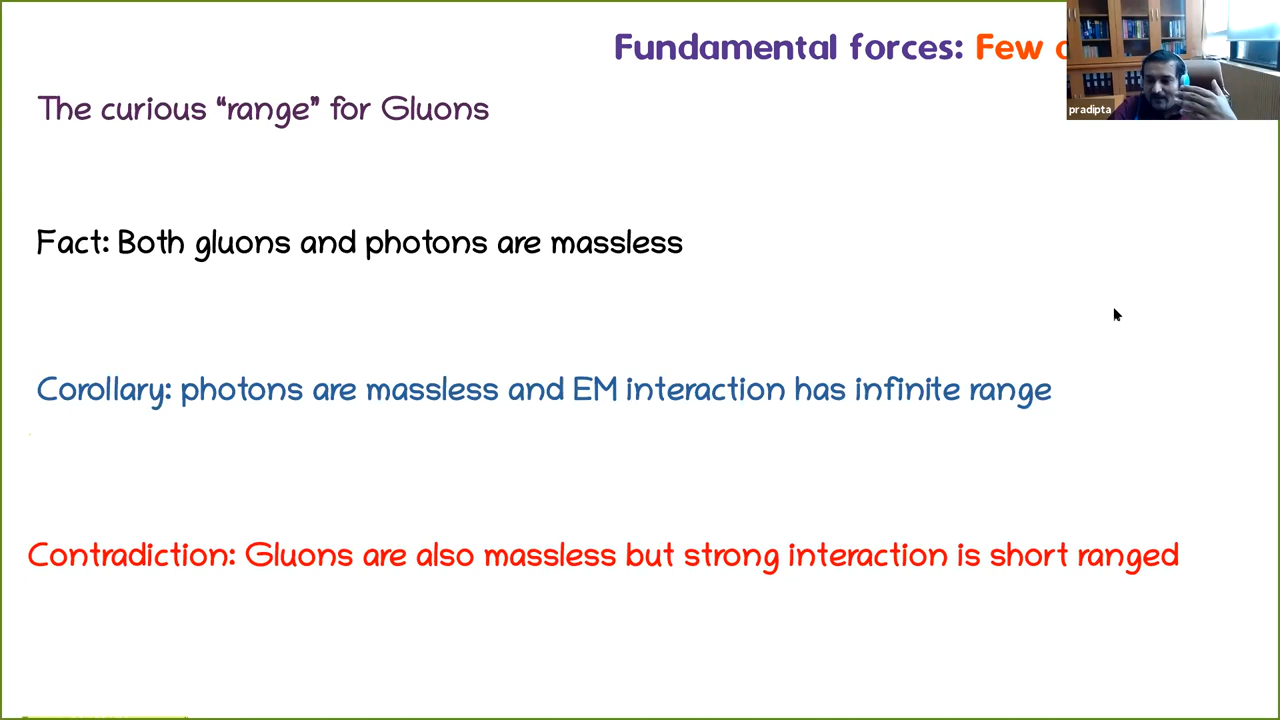 Fundamental forces: Few
pradipta
The curious “range” for Gluons
Fact: Both gluons and photons are massless
Corollary: photons are massless and EM interaction has infinite range
Contradiction: Gluons are also massless but strong interaction is short ranged